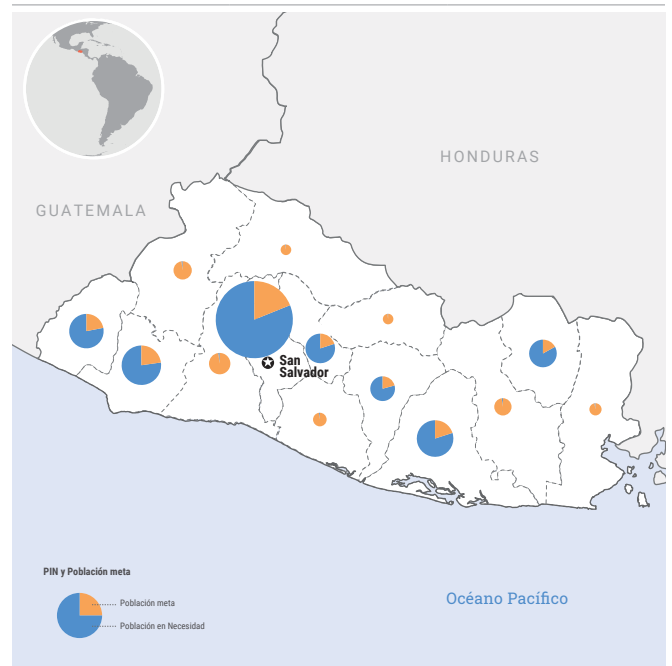 HONDURAS
GUATEMALA
San
Salvador
PIN y Población meta
Población meta
Población en Necesidad
Océano Pacífico